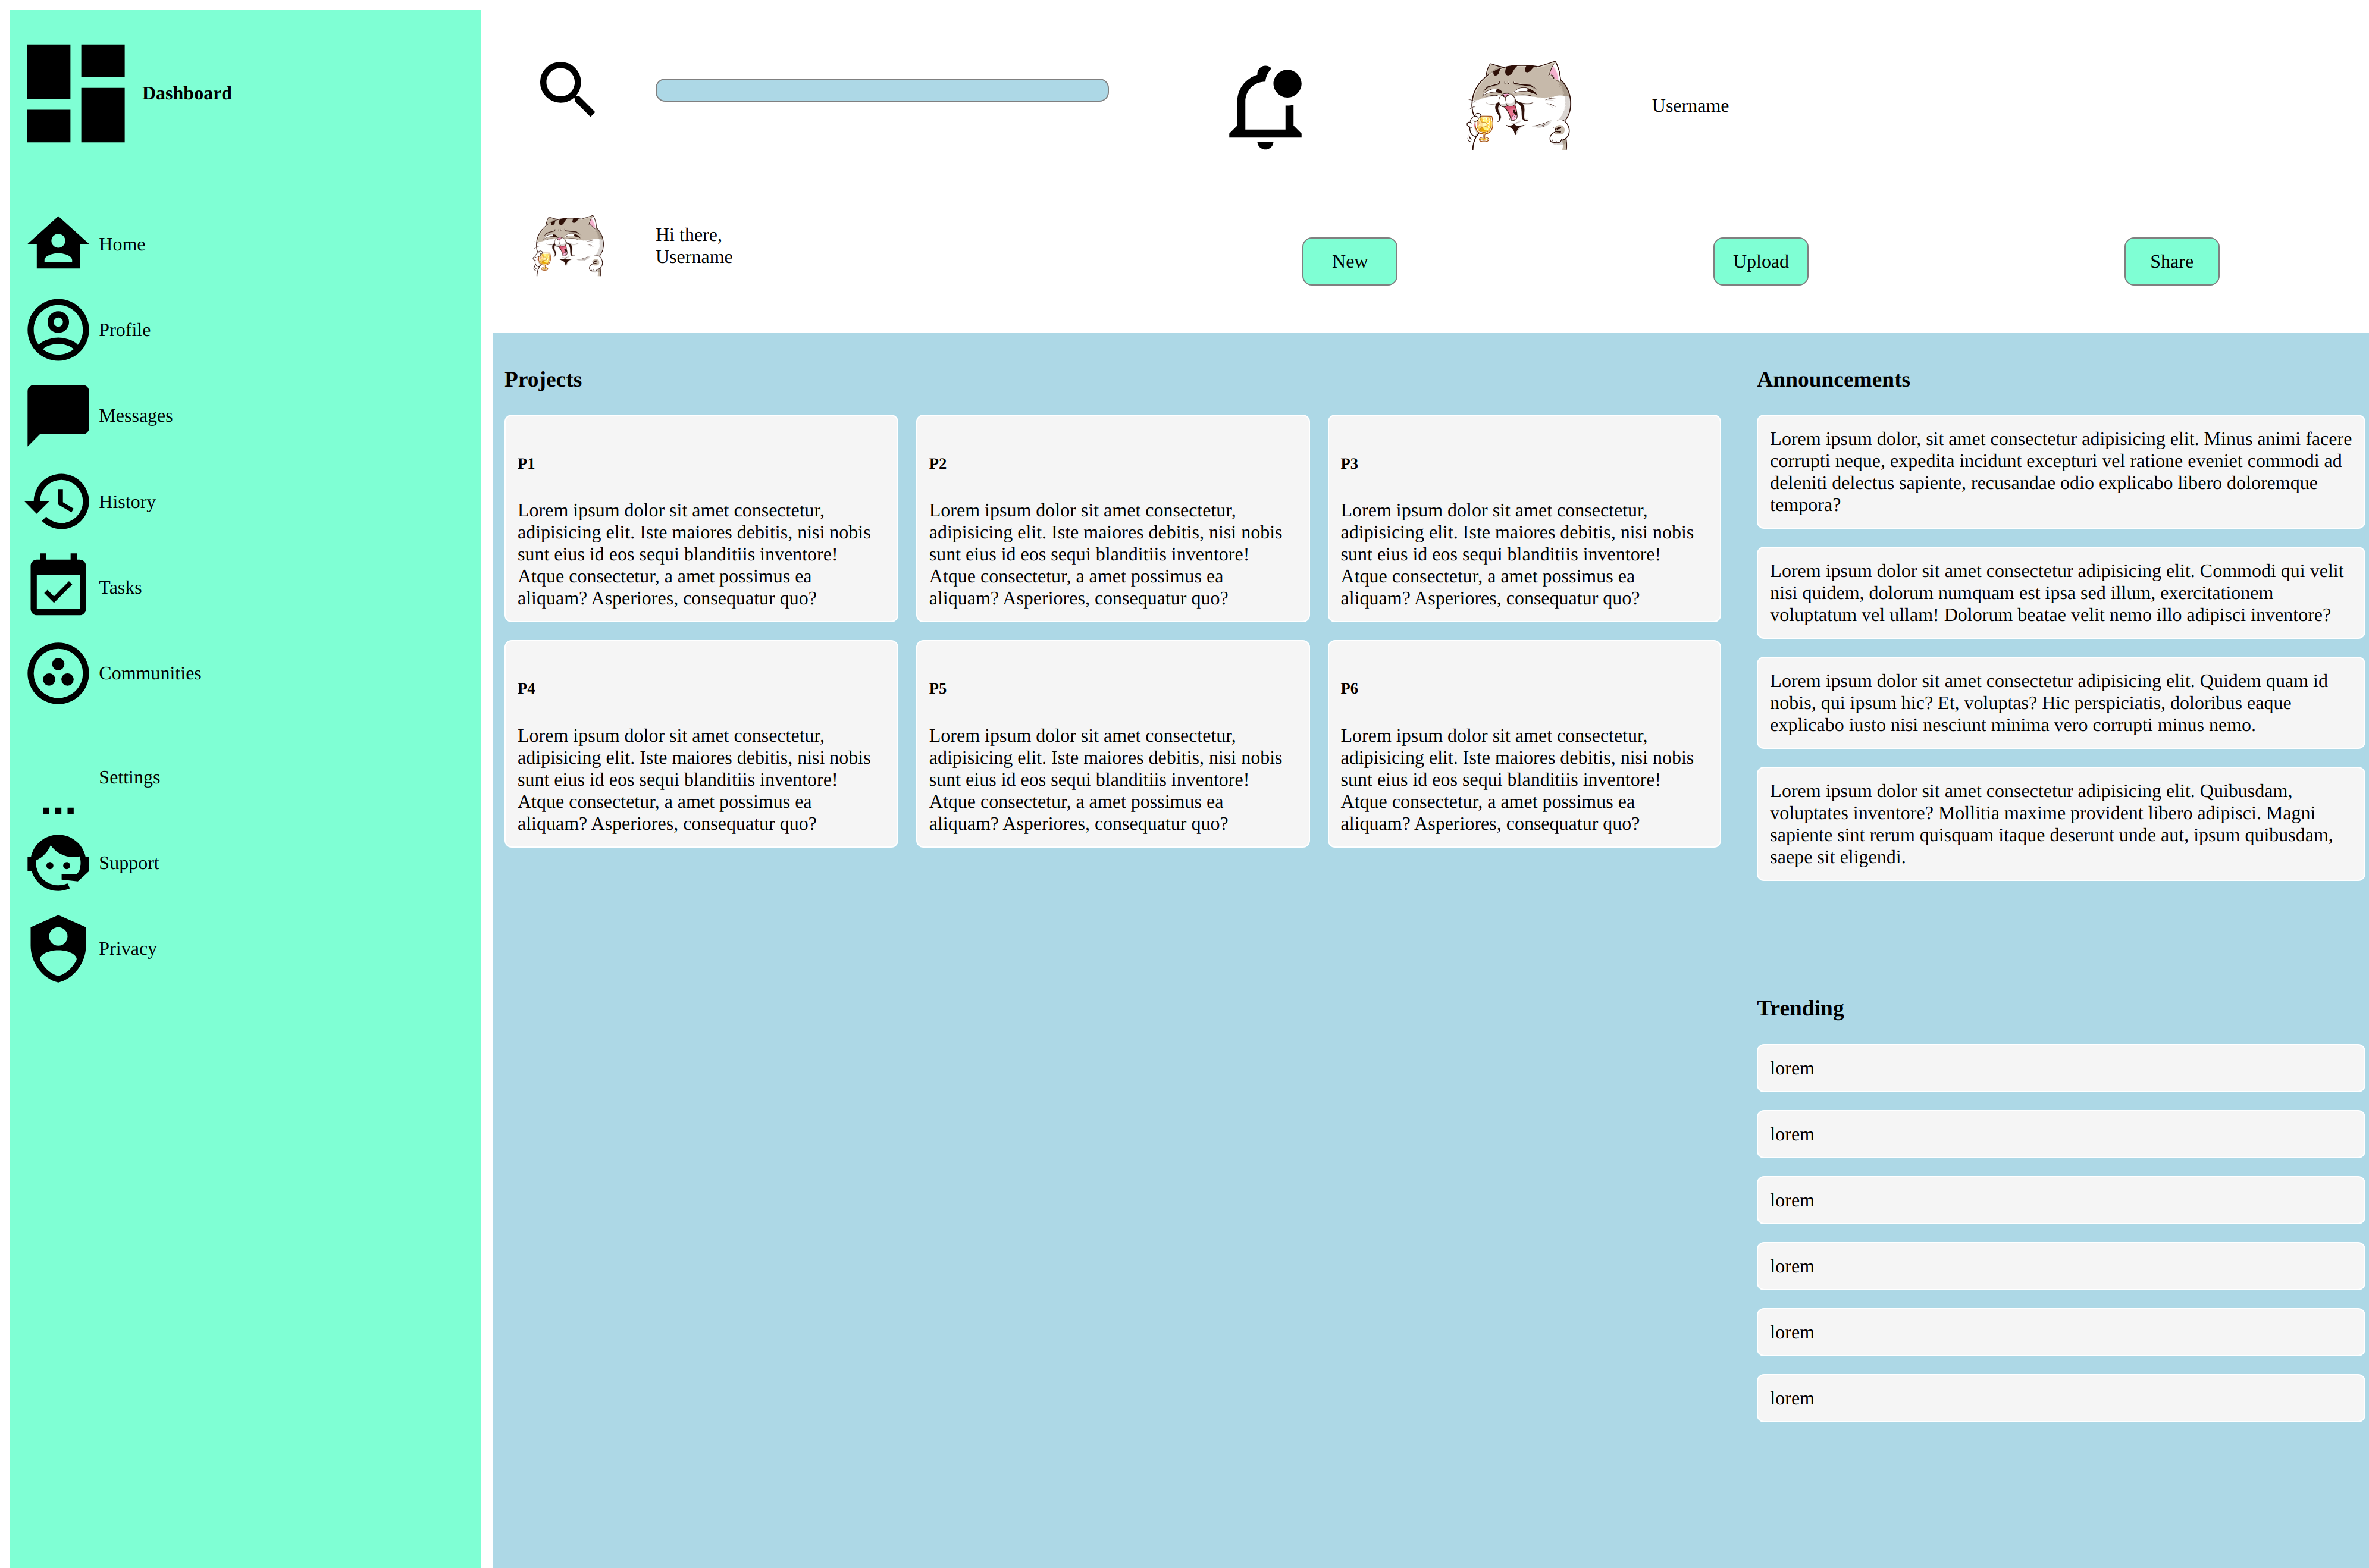 Dashboard
Home
Profile
Messages
History
Tasks
Communities
Settings
...
Support
Privacy
Username
Hi there,
Username
New
Upload
Share
Projects
P1
Lorem ipsum dolor sit amet consectetur,
adipisicing elit. Iste maiores debitis, nisi nobis
sunt eius id eos sequi blanditiis inventore!
Atque consectetur, a amet possimus ea
aliquam? Asperiores, consequatur quo?
P2
Lorem ipsum dolor sit amet consectetur,
adipisicing elit. Iste maiores debitis, nisi nobis
sunt eius id eos sequi blanditiis inventore!
Atque consectetur, a amet possimus ea
aliquam? Asperiores, consequatur quo?
P3
Lorem ipsum dolor sit amet consectetur,
adipisicing elit. Iste maiores debitis, nisi nobis
sunt eius id eos sequi blanditiis inventore!
Atque consectetur, a amet possimus ea
aliquam? Asperiores, consequatur quo?
P4
Lorem ipsum dolor sit amet consectetur,
adipisicing elit. Iste maiores debitis, nisi nobis
sunt eius id eos sequi blanditiis inventore!
Atque consectetur, a amet possimus ea
aliquam? Asperiores, consequatur quo?
P5
Lorem ipsum dolor sit amet consectetur,
adipisicing elit. Iste maiores debitis, nisi nobis
sunt eius id eos sequi blanditiis inventore!
Atque consectetur, a amet possimus ea
aliquam? Asperiores, consequatur quo?
P6
Lorem ipsum dolor sit amet consectetur,
adipisicing elit. Iste maiores debitis, nisi nobis
sunt eius id eos sequi blanditiis inventore!
Atque consectetur, a amet possimus ea
aliquam? Asperiores, consequatur quo?
Announcements
Lorem ipsum dolor, sit amet consectetur adipisicing elit. Minus animi facere
corrupti neque, expedita incidunt excepturi vel ratione eveniet commodi ad
deleniti delectus sapiente, recusandae odio explicabo libero doloremque
tempora?
Lorem ipsum dolor sit amet consectetur adipisicing elit. Commodi qui velit
nisi quidem, dolorum numquam est ipsa sed illum, exercitationem
voluptatum vel ullam! Dolorum beatae velit nemo illo adipisci inventore?
Lorem ipsum dolor sit amet consectetur adipisicing elit. Quidem quam id
nobis, qui ipsum hic? Et, voluptas? Hic perspiciatis, doloribus eaque
explicabo iusto nisi nesciunt minima vero corrupti minus nemo.
Lorem ipsum dolor sit amet consectetur adipisicing elit. Quibusdam,
voluptates inventore? Mollitia maxime provident libero adipisci. Magni
sapiente sint rerum quisquam itaque deserunt unde aut, ipsum quibusdam,
saepe sit eligendi.
Trending
lorem
lorem
lorem
lorem
lorem
lorem